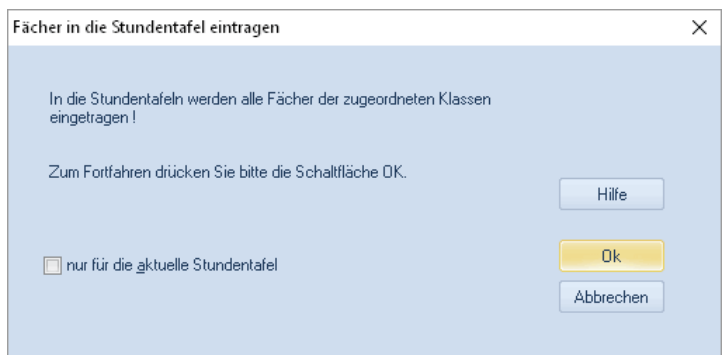 Fächer in die Stundentafel eintragen
In die Stundentafeln werden alle Fächer der zugeordneten Klassen
eingetragen !
Zum Fortfahren drücken Sie bitte die Schaltfläche OK.
Hilfe
nur für die aktuelle Stundentafel
Ok
Abbrechen